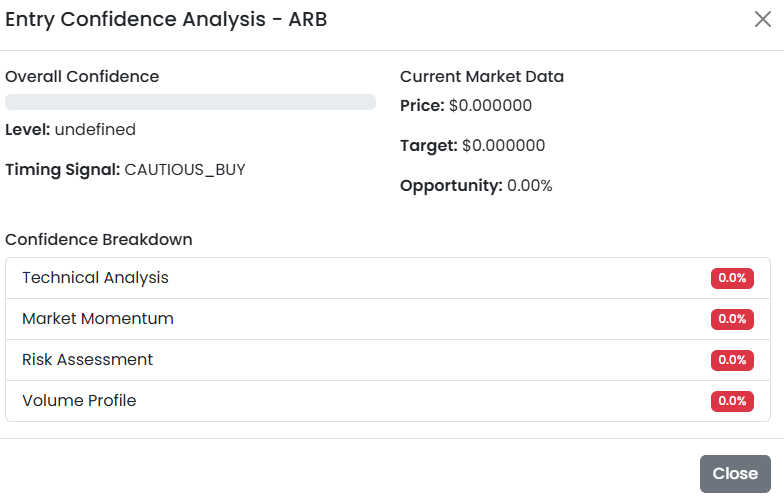 Entry Confidence Analysis - ARB
Overall Confidence
Level: undefined
Timing Signal: CAUTIOUS_BUY
Current Market Data
Price: $0.000000
Target: $0.000000
Opportunity: 0.00%
Confidence Breakdown
Technical Analysis 0.0%
Market Momentum 0.0%
Risk Assessment 0.0%
Volume Profile 0.0%
Close